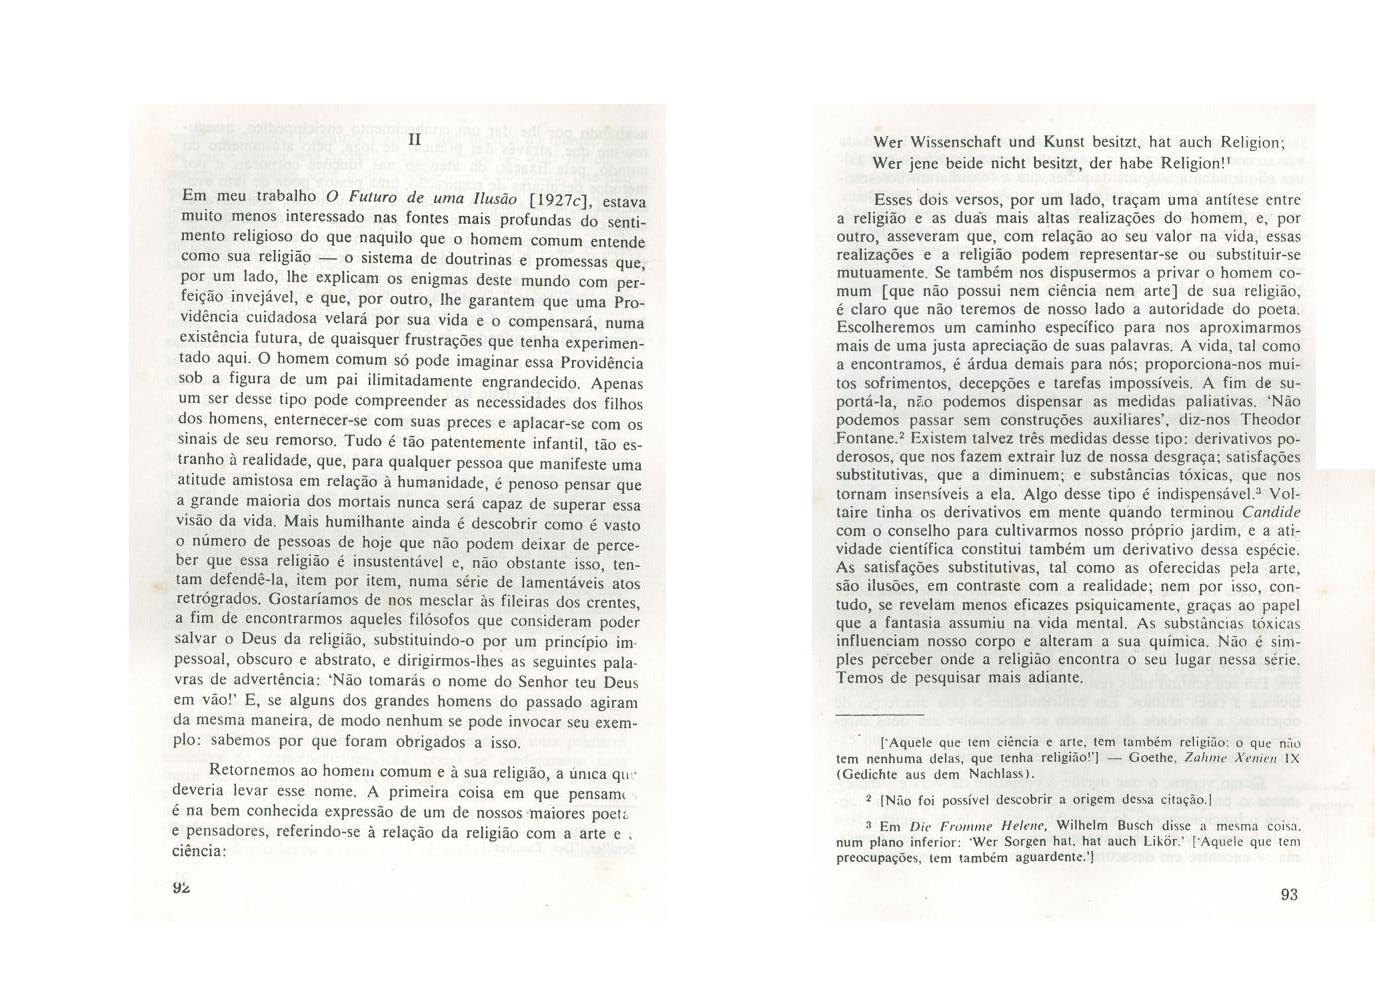 II
Em meu trabalho O Futuro de uma Ilusão [1927c], estava
muito menos interessado nas fontes mais profundas do senti-
mento religioso do que naquilo que o homem comum entende
como sua religião — o sistema de doutrinas e promessas que,
por um lado, lhe explicam os enigmas deste mundo com per-
feição invejável, e que, por outro, lhe garantem que uma Pro-
vidência cuidadosa velará por sua vida e o compensará, numa
existência futura, de quaisquer frustrações que tenha experimen-
tado aqui. O homem comum só pode imaginar essa Providência
sob a figura de um pai ilimitadamente engrandecido. Apenas
um ser desse tipo pode compreender as necessidades dos filhos
dos homens, enternecer-se com suas preces e aplacar-se com os
sinais de seu remorso. Tudo é tão patentemente infantil, tão es-
tranho à realidade, que, para qualquer pessoa que manifeste uma
atitude amistosa em relação à humanidade, é penoso pensar que
a grande maioria dos mortais nunca será capaz de superar essa
visão da vida. Mais humilhante ainda é descobrir como é vasto
o número de pessoas de hoje que não podem deixar de perce-
ber que essa religião é insustentável e, não obstante isso, ten-
tam defendê-la, item por item, numa série de lamentáveis atos
retrógrados. Gostaríamos de nos mesclar às fileiras dos crentes,
a fim de encontrarmos aqueles filósofos que consideram poder
salvar o Deus da religião, substituindo-o por um princípio im-
pessoal, obscuro e abstrato, e dirigirmos-lhes as seguintes pala-
vras de advertência: ‘Não tomarás o nome do Senhor teu Deus
em vão!’ E, se alguns dos grandes homens do passado agiram
da mesma maneira, de modo nenhum se pode invocar seu exem-
plo: sabemos por que foram obrigados a isso.
Retornemos ao homem comum e à sua religião, a única
deveria levar esse nome. A primeira coisa em que
é na bem conhecida expressão de um de nossos maiores
e pensadores, referindo-se à relação da religião com a arte e
ciência:
92
Wer Wissenschaft und Kunst besitzt, hat auch Religion;
Wer jene beide nicht besitzt, der habe Religion!¹
Esses dois versos, por um lado, traçam uma antítese entre
a religião e as duas mais altas realizações do homem, e, por
outro, asseveram que, com relação ao seu valor na vida, essas
realizações e a religião podem representar-se ou substituir-se
mutuamente. Se também nos dispusermos a privar o homem co-
mum [que não possui nem ciência nem arte] de sua religião,
é claro que não teremos de nosso lado a autoridade do poeta.
Escolheremos um caminho específico para nos aproximarmos
mais de uma justa apreciação de suas palavras. A vida, tal como
a encontramos, é árdua demais para nós; proporciona-nos mui-
tos sofrimentos, decepções e tarefas impossíveis. A fim de su-
portá-la, não podemos dispensar as medidas paliativas. ‘Não
podemos passar sem construções auxiliares’, diz-nos Theodor
Fontane.² Existem talvez três medidas desse tipo: derivativos po-
derosos, que nos fazem extrair luz de nossa desgraça; satisfações
substitutivas, que a diminuem; e substâncias tóxicas, que nos
tornam insensíveis a ela. Algo desse tipo é indispensável.³ Vol-
taire tinha os derivativos em mente quando terminou Candide
com o conselho para cultivarmos nosso próprio jardim, e a ati-
vidade científica constitui também um derivativo dessa espécie.
As satisfações substitutivas, tal como as oferecidas pela arte,
são ilusões, em contraste com a realidade; nem por isso, con-
tudo, se revelam menos eficazes psiquicamente, graças ao papel
que a fantasia assumiu na vida mental. As substâncias tóxicas
influenciam nosso corpo e alteram a sua química. Não é sim-
ples perceber onde a religião encontra o seu lugar nessa série.
Temos de pesquisar mais adiante.
[‘Aquele que tem ciência e arte, tem também religião: o que não
tem nenhuma delas, que tenha religião!’] — Goethe, Zahme Xenien IX
(Gedichte aus dem Nachlass).
² [Não foi possível descobrir a origem dessa citação.]
³ Em Die Fromme Helene, Wilhelm Busch disse a mesma coisa,
num plano inferior: ‘Wer Sorgen hat, hat auch Likör.’ [‘Aquele que tem
preocupações, tem também aguardente.’]
93